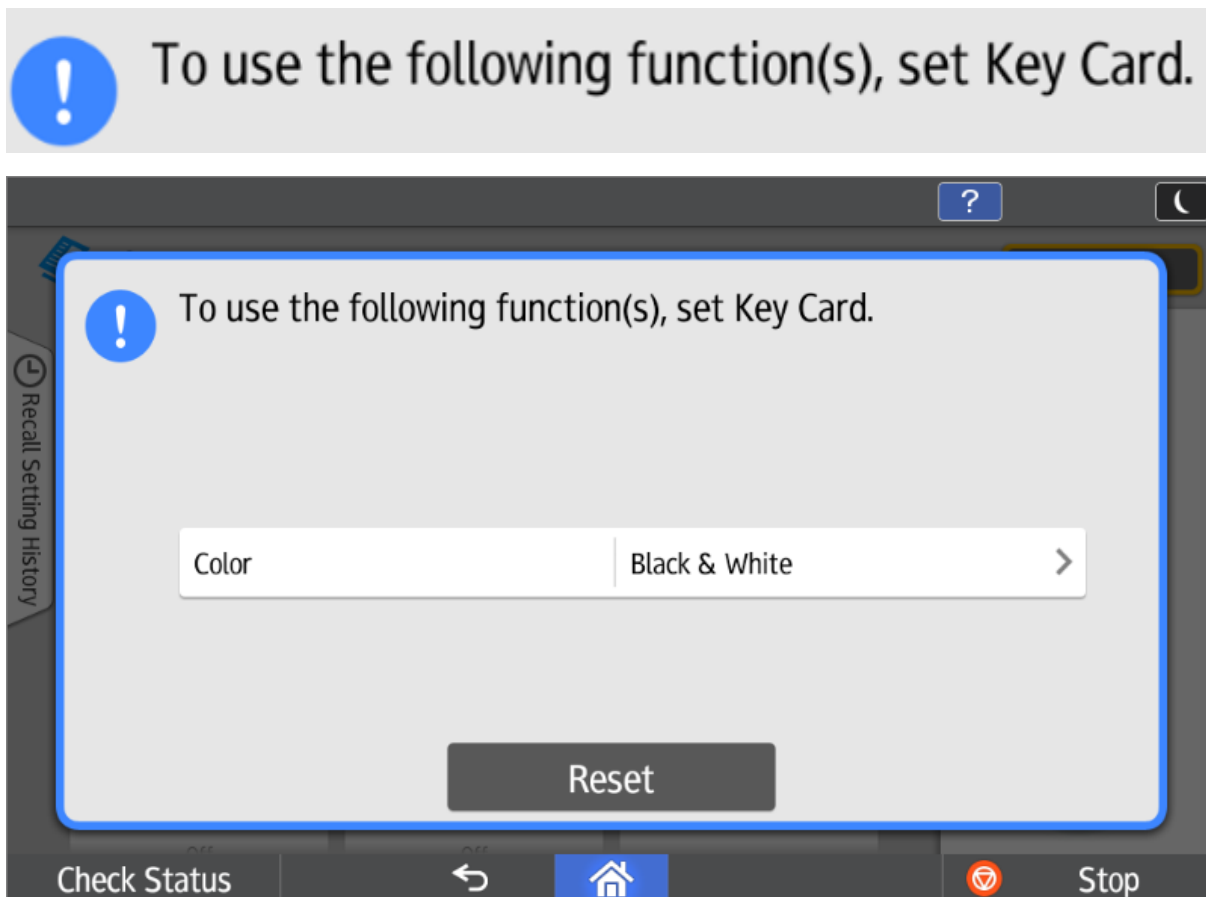 To use the following function(s), set Key Card.
?
To use the following function(s), set Key Card.
Recall Setting History
Color Black & White >
Reset
Check Status Stop